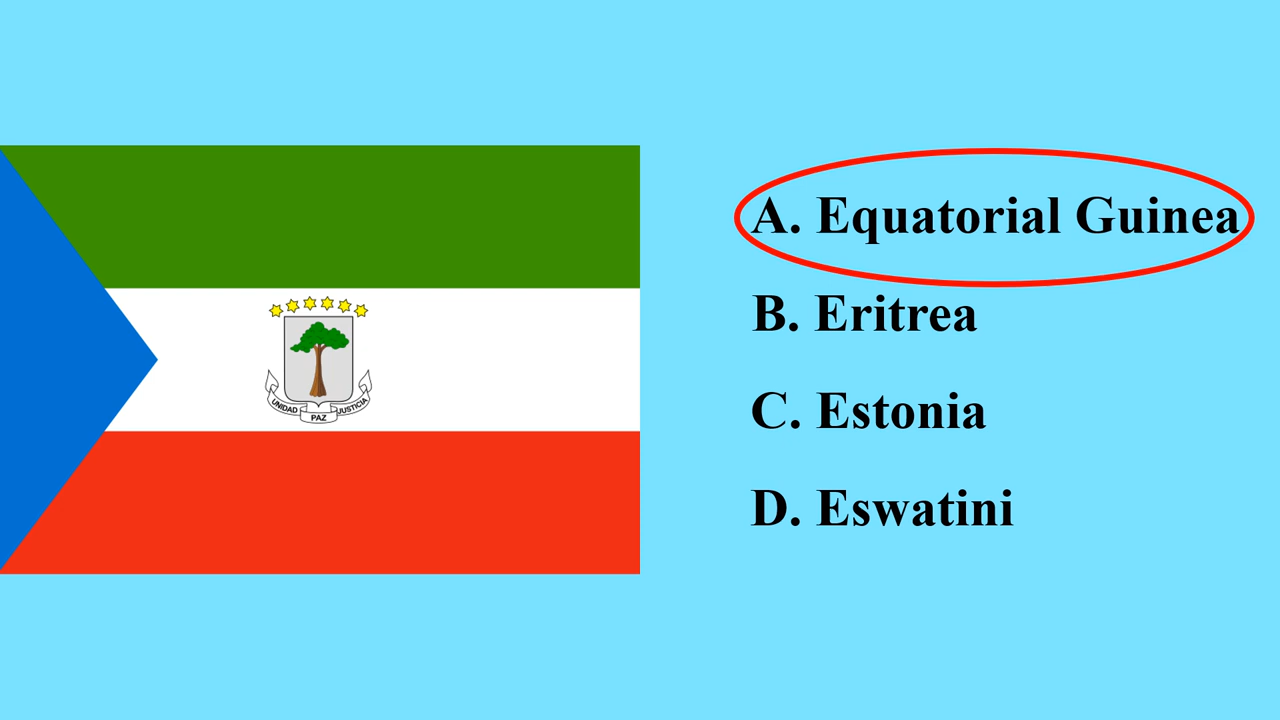 UNIDAD PAZ JUSTICIA
A. Equatorial Guinea
B. Eritrea
C. Estonia
D. Eswatini